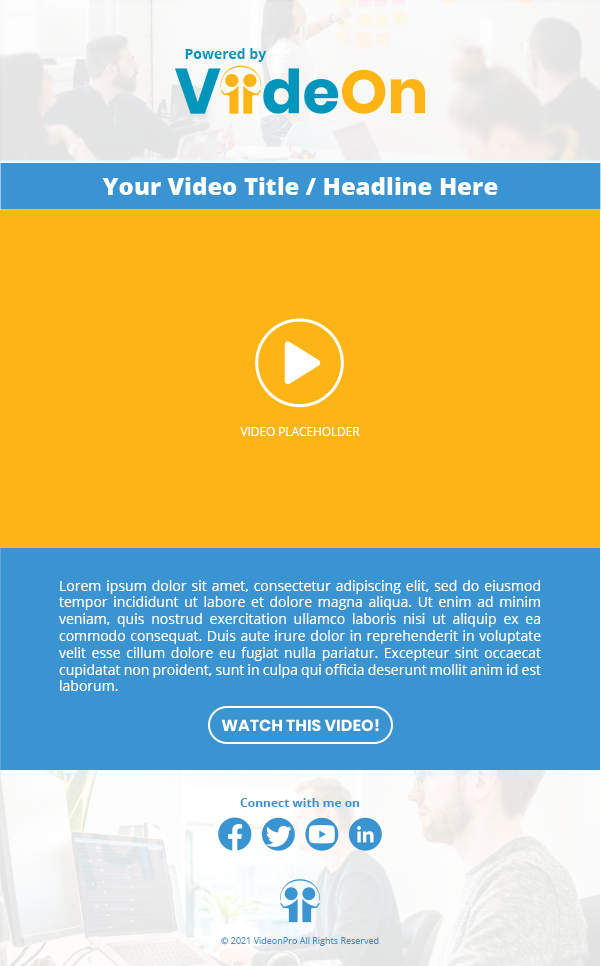 Powered by
ViideOn
Your Video Title / Headline Here
VIDEO PLACEHOLDER
Lorem ipsum dolor sit amet, consectetur adipiscing elit, sed do eiusmod
tempor incididunt ut labore et dolore magna aliqua. Ut enim ad minim
veniam, quis nostrud exercitation ullamco laboris nisi ut aliquip ex ea
commodo consequat. Duis aute irure dolor in reprehenderit in voluptate
velit esse cillum dolore eu fugiat nulla pariatur. Excepteur sint occaecat
cupidatat non proident, sunt in culpa qui officia deserunt mollit anim id est
laborum.
WATCH THIS VIDEO!
Connect with me on
© 2021 VideonPro All Rights Reserved